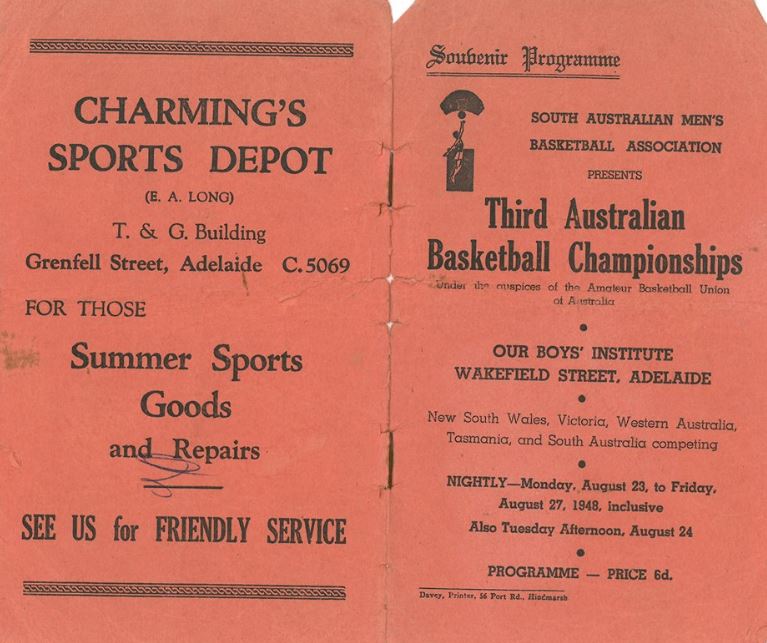 CHARMING'S
SPORTS DEPOT
(E. A. LONG)
T. & G. Building
Grenfell Street, Adelaide C.5069
FOR THOSE
Summer Sports
Goods
and Repairs
SEE US for FRIENDLY SERVICE
Souvenir Programme
SOUTH AUSTRALIAN MEN'S
BASKETBALL ASSOCIATION
PRESENTS
Third Australian
Basketball Championships
Under the auspices of the Amateur Basketball Union
of Australia
OUR BOYS' INSTITUTE
WAKEFIELD STREET, ADELAIDE
New South Wales, Victoria, Western Australia,
Tasmania, and South Australia competing
NIGHTLY—Monday, August 23, to Friday,
August 27, 1948, inclusive
Also Tuesday Afternoon, August 24
PROGRAMME — PRICE 6d.
Davey, Printer, 56 Port Rd., Hindmarsh